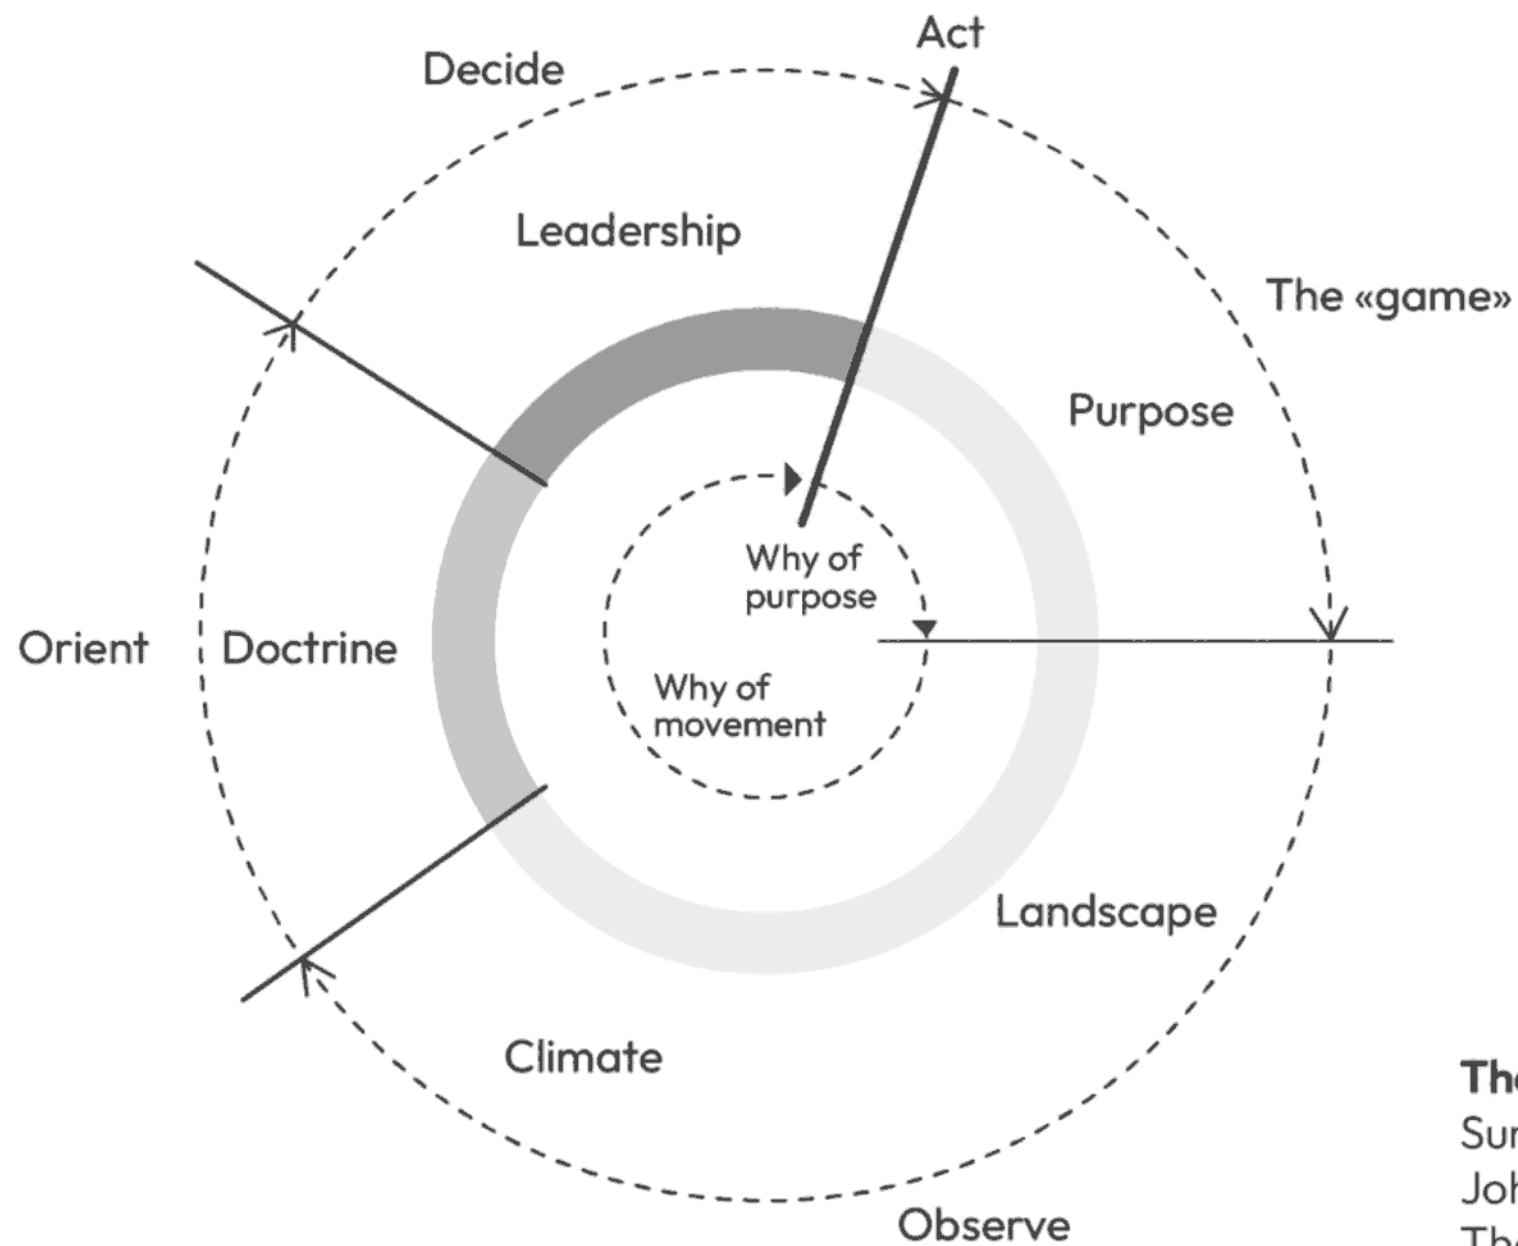 Act
Decide
Leadership
The «game»
Purpose
Why of
purpose
Orient
Doctrine
Why of
movement
Landscape
Climate
Observe